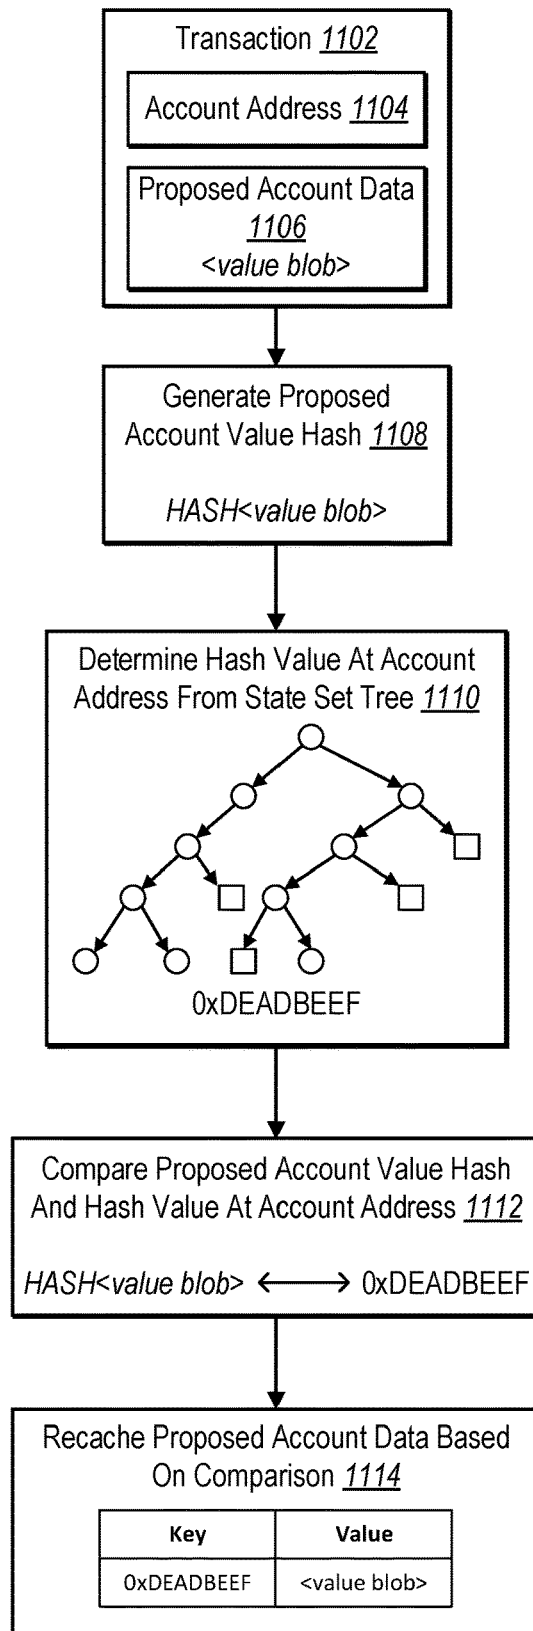 Transaction 1102
Account Address 1104
Proposed Account Data
1106
<value blob>
Generate Proposed
Account Value Hash 1108
HASH<value blob>
Determine Hash Value At Account
Address From State Set Tree 1110
0xDEADBEEF
Compare Proposed Account Value Hash
And Hash Value At Account Address 1112
HASH<value blob> ⟷ 0xDEADBEEF
Recache Proposed Account Data Based
On Comparison 1114
Key Value
0xDEADBEEF <value blob>